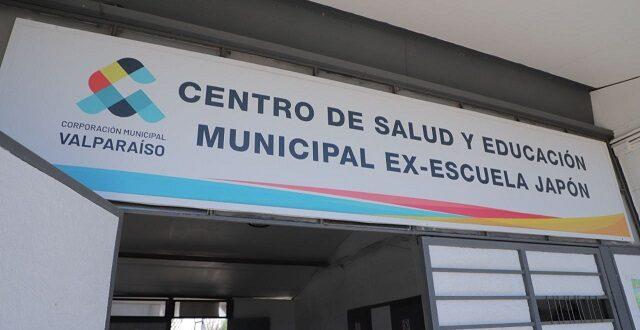 CORPORACIÓN MUNICIPAL
VALPARAÍSO
CENTRO DE SALUD Y EDUCACIÓN
MUNICIPAL EX-ESCUELA JAPÓN